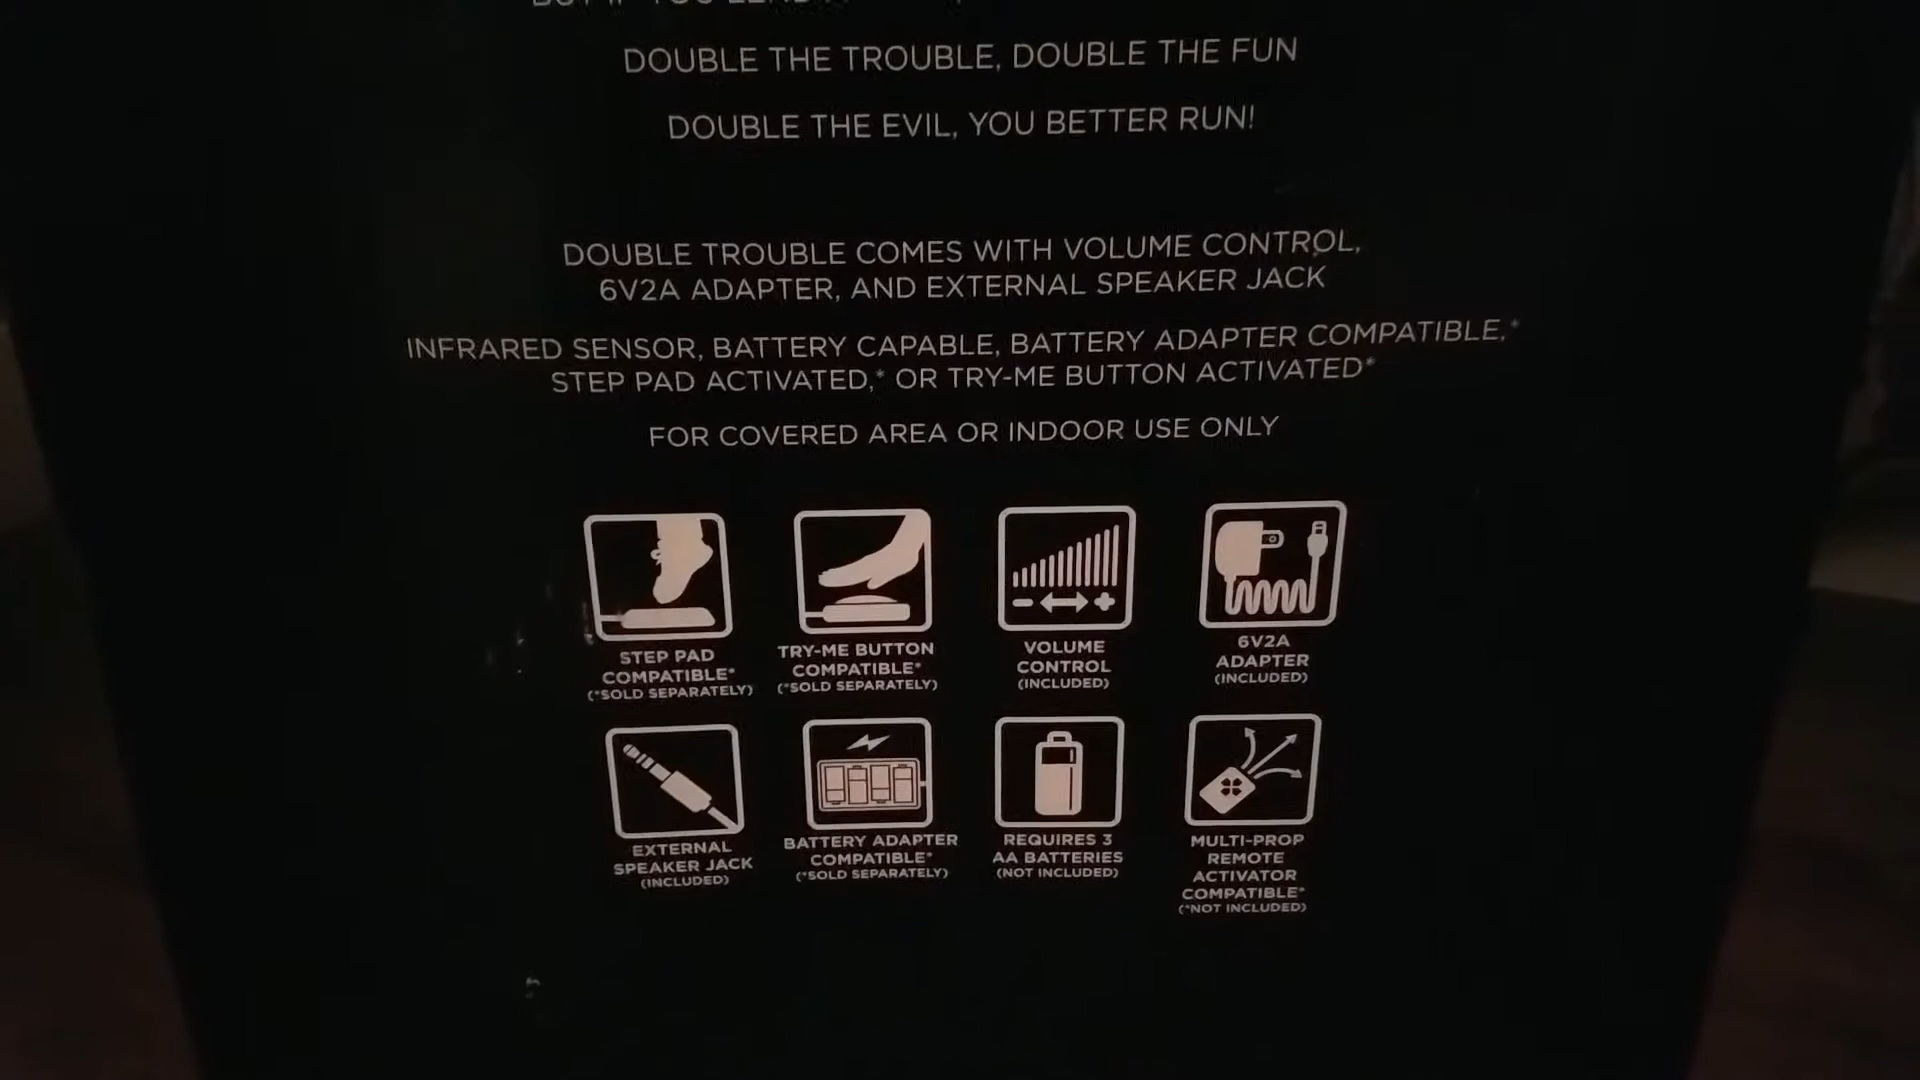 DOUBLE THE TROUBLE, DOUBLE THE FUN
DOUBLE THE EVIL, YOU BETTER RUN!
DOUBLE TROUBLE COMES WITH VOLUME CONTROL,
6V2A ADAPTER, AND EXTERNAL SPEAKER JACK
INFRARED SENSOR, BATTERY CAPABLE, BATTERY ADAPTER COMPATIBLE,*
STEP PAD ACTIVATED,* OR TRY-ME BUTTON ACTIVATED*
FOR COVERED AREA OR INDOOR USE ONLY
STEP PAD
COMPATIBLE*
(*SOLD SEPARATELY)
TRY-ME BUTTON
COMPATIBLE*
(*SOLD SEPARATELY)
VOLUME
CONTROL
(INCLUDED)
6V2A
ADAPTER
(INCLUDED)
EXTERNAL
SPEAKER JACK
(INCLUDED)
BATTERY ADAPTER
COMPATIBLE*
(*SOLD SEPARATELY)
REQUIRES 3
AA BATTERIES
(NOT INCLUDED)
MULTI-PROP
REMOTE
ACTIVATOR
COMPATIBLE*
(*NOT INCLUDED)